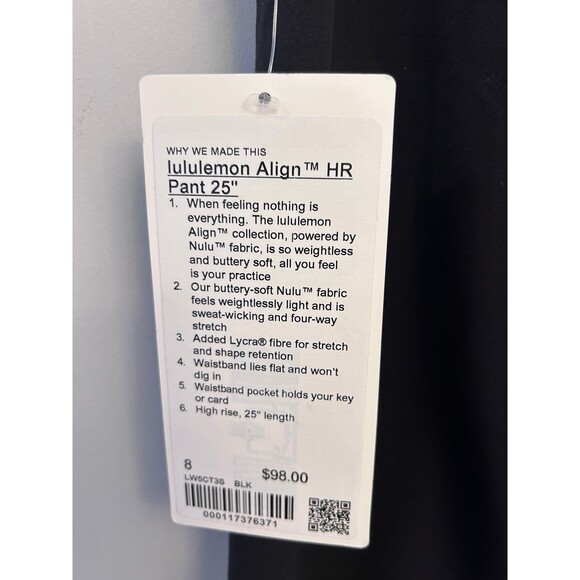 WHY WE MADE THIS
lululemon Align™ HR
Pant 25"
1. When feeling nothing is
everything. The lululemon
Align™ collection, powered by
Nulu™ fabric, is so weightless
and buttery soft, all you feel
is your practice
2. Our buttery-soft Nulu™ fabric
feels weightlessly light and is
sweat-wicking and four-way
stretch
3. Added Lycra® fibre for stretch
and shape retention
4. Waistband lies flat and won't
dig in
5. Waistband pocket holds your key
or card
6. High rise, 25" length
8 $98.00
LW5CT3S BLK
000117376371